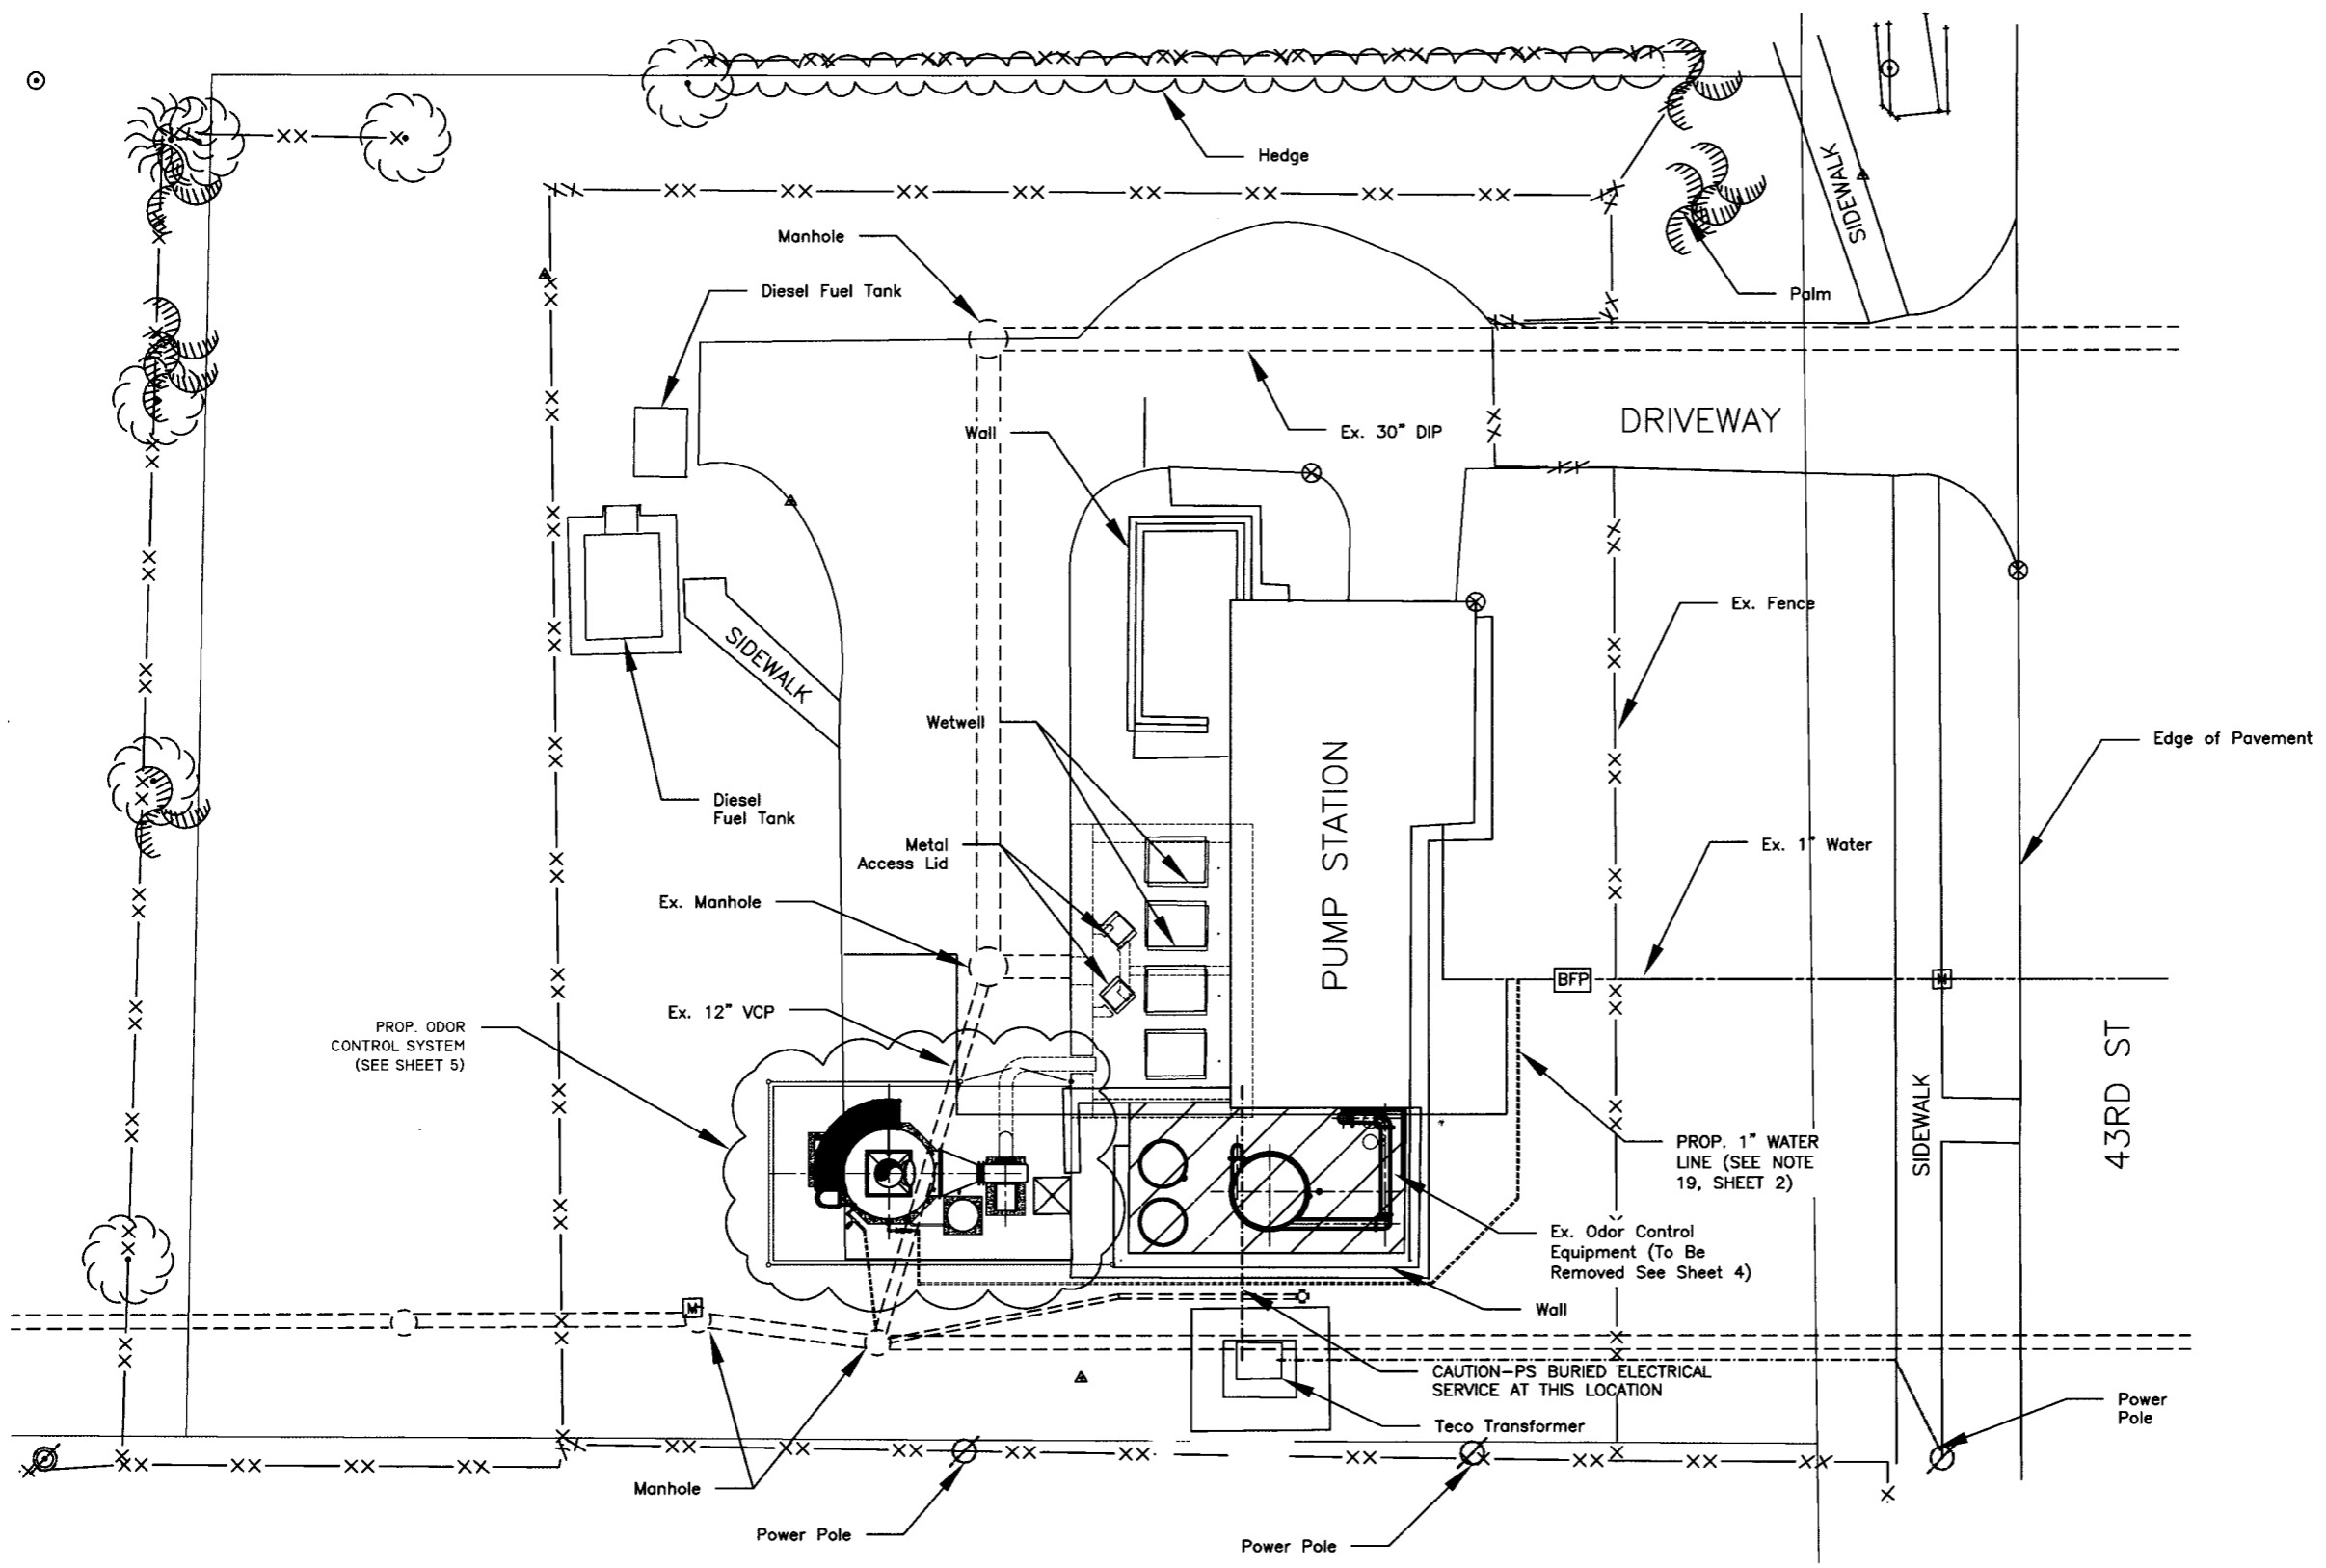 Hedge
SIDEWALK
Manhole
Diesel Fuel Tank
Palm
Wall
Ex. 30" DIP
DRIVEWAY
Ex. Fence
SIDEWALK
Wetwell
PUMP STATION
Edge of Pavement
Diesel
Fuel Tank
Metal
Access Lid
Ex. 1" Water
Ex. Manhole
BFP
M
Ex. 12" VCP
PROP. ODOR
CONTROL SYSTEM
(SEE SHEET 5)
43RD ST
SIDEWALK
PROP. 1" WATER
LINE (SEE NOTE
19, SHEET 2)
Ex. Odor Control
Equipment (To Be
Removed See Sheet 4)
M
Wall
CAUTION-PS BURIED ELECTRICAL
SERVICE AT THIS LOCATION
Teco Transformer
Power
Pole
Manhole
Power Pole
Power Pole